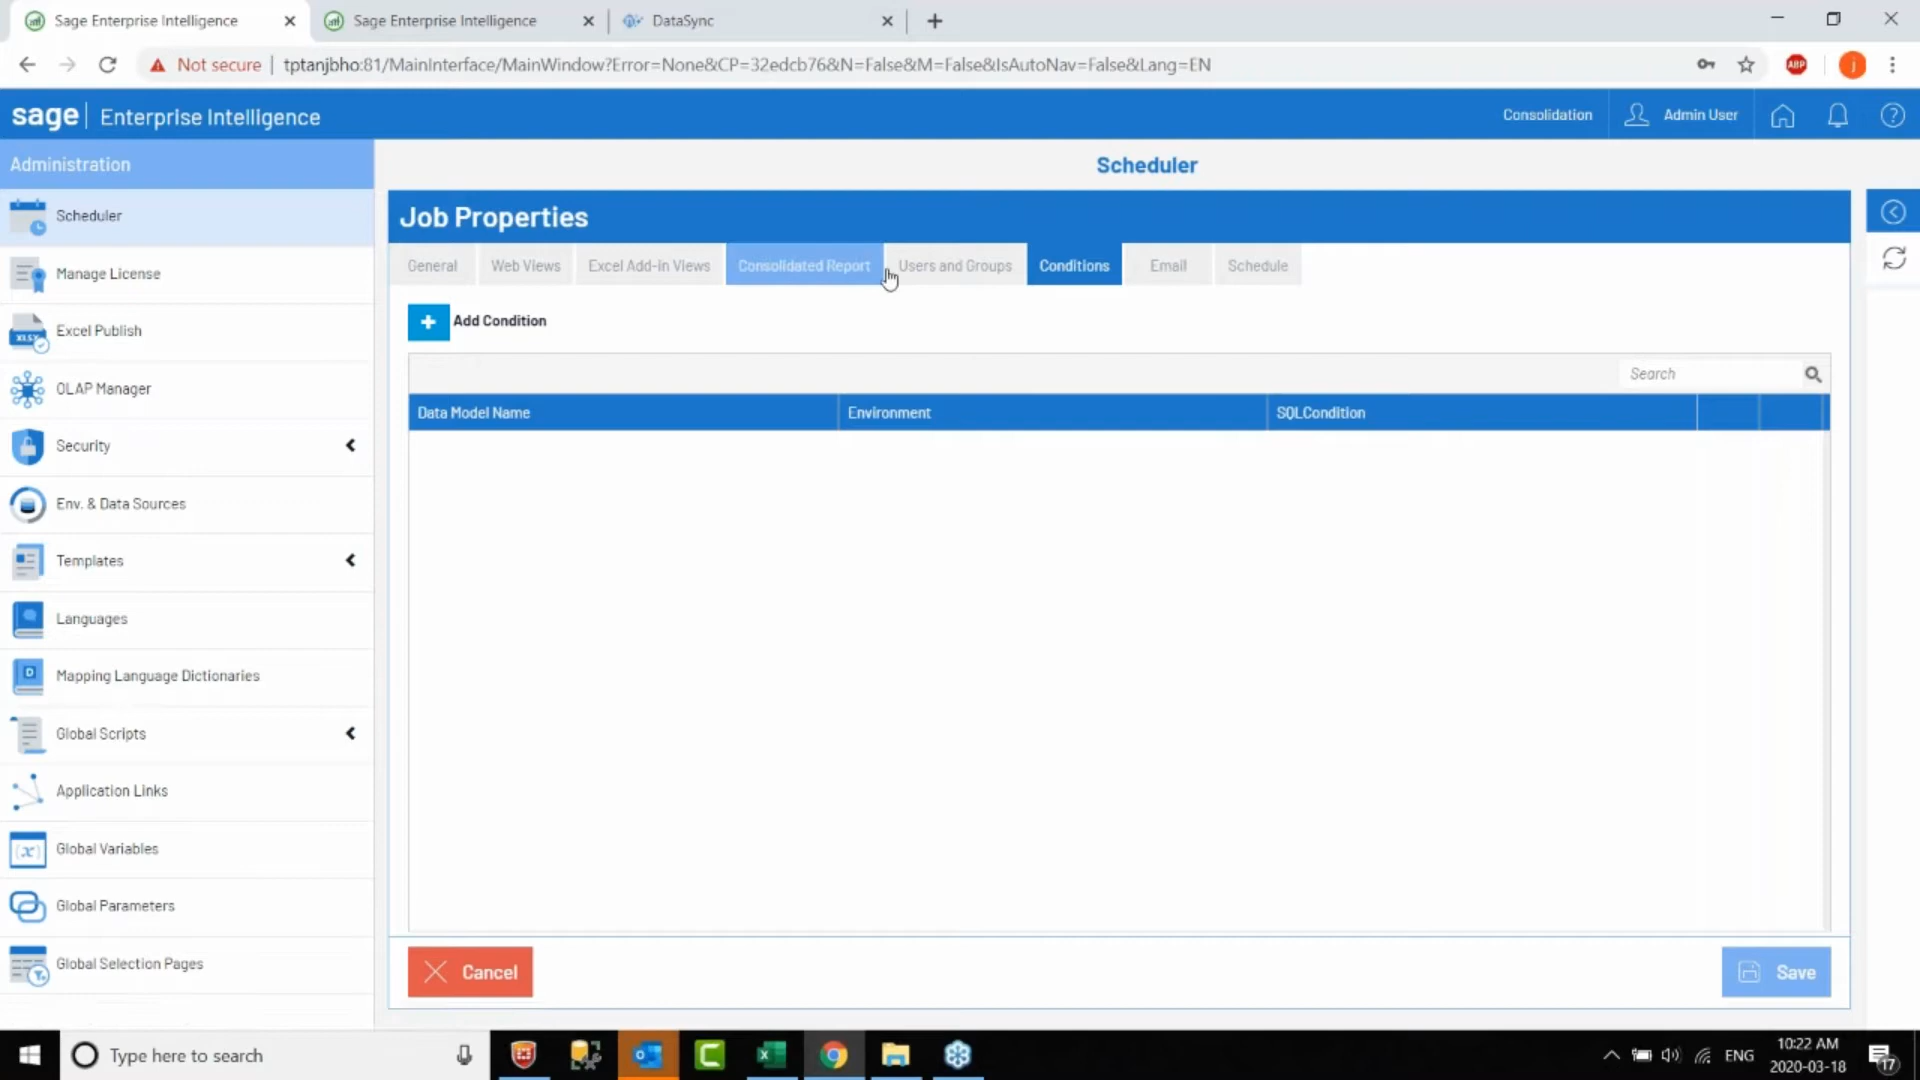 Sage Enterprise Intelligence
Sage Enterprise Intelligence
DataSync
Not secure
tptanjbho:81/MainInterface/MainWindow?Error=None&CP=32edcb76&N=False&M=False&IsAutoNav=False&Lang=EN
ABP
j
sage
Enterprise Intelligence
Consolidation
Admin User
Administration
Scheduler
Scheduler
Manage License
XLSX
Excel Publish
OLAP Manager
Security
Env. & Data Sources
Templates
Languages
Mapping Language Dictionaries
Global Scripts
Application Links
(x)
Global Variables
Global Parameters
Global Selection Pages
Job Properties
General
Web Views
Excel Add-in Views
Consolidated Report
Users and Groups
Conditions
Email
Schedule
Add Condition
Search
Data Model Name
Environment
SQLCondition
Cancel
Save
Type here to search
ENG
10:22 AM
2020-03-18
17